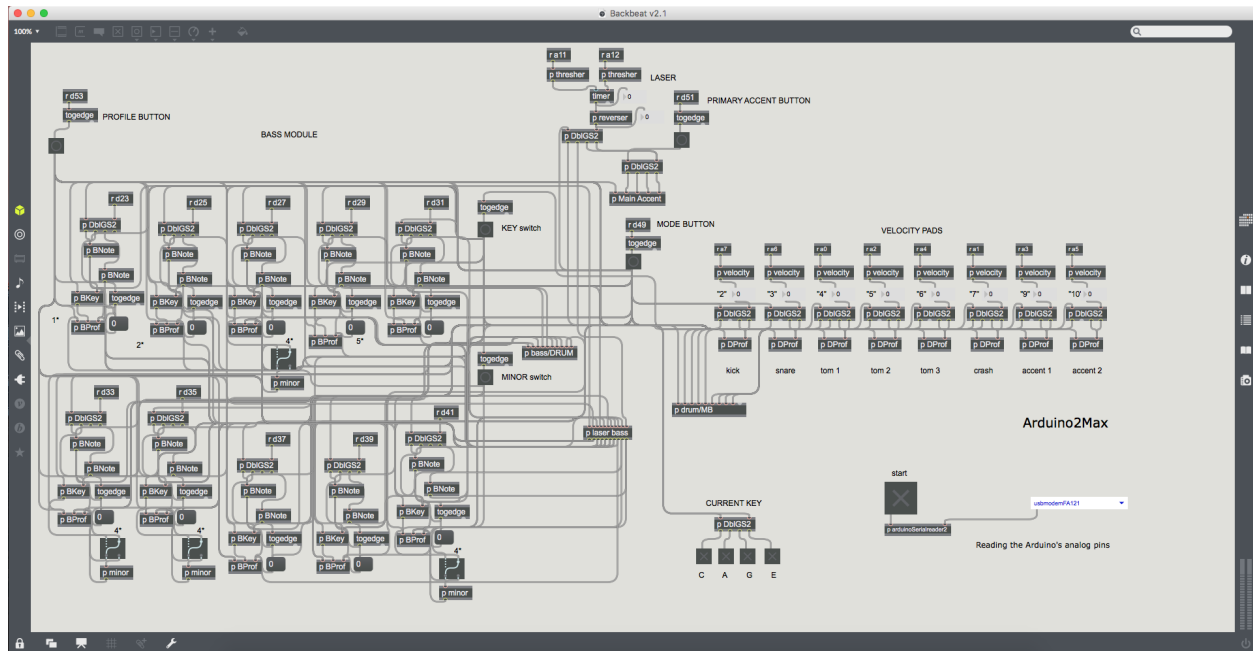 Backbeat v2.1
100%
r a11
r a12
p thresher
p thresher
LASER
timer
0
r d53
r d51
PRIMARY ACCENT BUTTON
togedge
PROFILE BUTTON
p reverser
0
togedge
BASS MODULE
p DblGS2
p DblGS2
p Main Accent
r d23
r d25
r d27
r d29
r d31
togedge
KEY switch
r d49
MODE BUTTON
togedge
VELOCITY PADS
p DblGS2
p DblGS2
p DblGS2
p DblGS2
p DblGS2
p BNote
p BNote
p BNote
p BNote
p BNote
p BNote
p BNote
p BNote
p BNote
p BNote
p BKey
togedge
p BKey
togedge
p BKey
togedge
p BKey
togedge
p BKey
togedge
p BProf
0
p BProf
0
p BProf
0
p BProf
0
p BProf
0
1*
2*
4*
5*
p minor
r a7
r a6
r a0
r a2
r a4
r a1
r a3
r a5
p velocity
p velocity
p velocity
p velocity
p velocity
p velocity
p velocity
p velocity
"2"
0
"3"
0
"4"
0
"5"
0
"6"
0
"7"
0
"9"
0
"10"
0
p DblGS2
p DblGS2
p DblGS2
p DblGS2
p DblGS2
p DblGS2
p DblGS2
p DblGS2
p DProf
p DProf
p DProf
p DProf
p DProf
p DProf
p DProf
p DProf
kick
snare
tom 1
tom 2
tom 3
crash
accent 1
accent 2
p bass/DRUM
togedge
MINOR switch
p drum/MB
p laser bass
r d33
r d35
r d37
r d39
r d41
p DblGS2
p DblGS2
p DblGS2
p DblGS2
p DblGS2
p BNote
p BNote
p BNote
p BNote
p BNote
p BNote
p BNote
p BNote
p BNote
p BNote
p BKey
togedge
p BKey
togedge
p BKey
togedge
p BKey
togedge
p BKey
togedge
p BProf
0
p BProf
0
p BProf
0
p BProf
0
p BProf
0
4*
4*
4*
p minor
p minor
p minor
Arduino2Max
start
usbmodemFA121
p arduinoSerialreader2
Reading the Arduino's analog pins
CURRENT KEY
p DblGS2
C
A
G
E